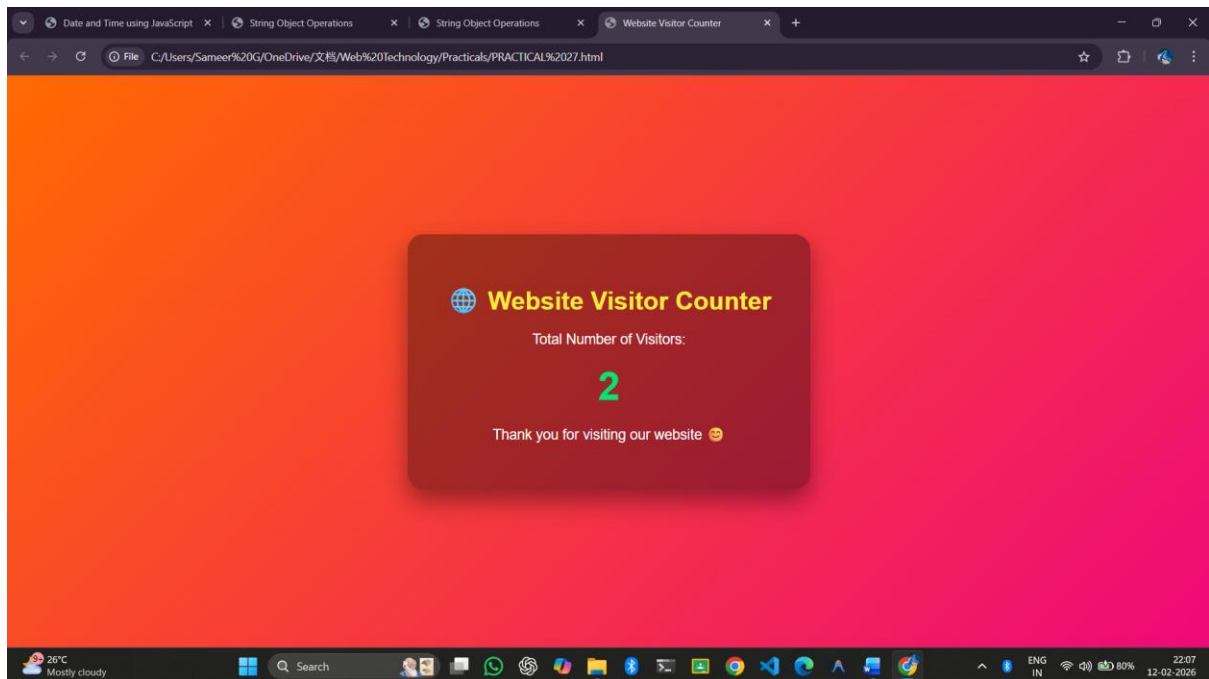 Date and Time using JavaScript
String Object Operations
String Object Operations
Website Visitor Counter
File C:/Users/Sameer%20G/OneDrive/文档/Web%20Technology/Practicals/PRACTICAL%2027.html
🌐 Website Visitor Counter
Total Number of Visitors:
2
Thank you for visiting our website 😊
26°C
Mostly cloudy
Search
ENG
IN
80%
22:07
12-02-2026